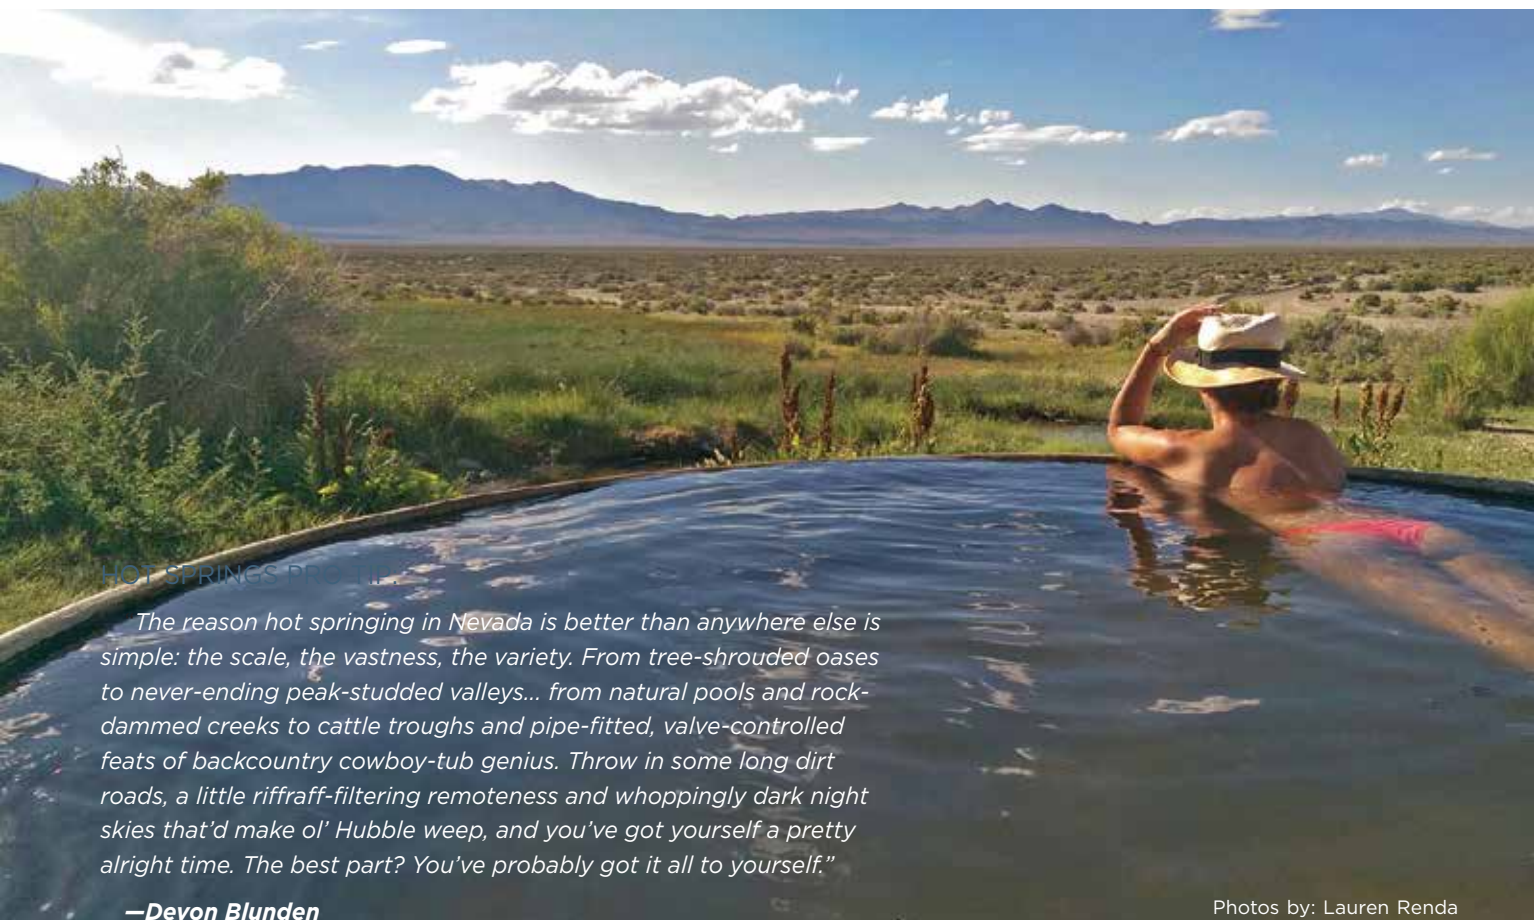 HOT SPRINGS PRO TIP:
The reason hot springing in Nevada is better than anywhere else is
simple: the scale, the vastness, the variety. From tree-shrouded oases
to never-ending peak-studded valleys... from natural pools and rock-
dammed creeks to cattle troughs and pipe-fitted, valve-controlled
feats of backcountry cowboy-tub genius. Throw in some long dirt
roads, a little riffraff-filtering remoteness and whoppingly dark night
skies that’d make ol’ Hubble weep, and you’ve got yourself a pretty
alright time. The best part? You’ve probably got it all to yourself.”
—Devon Blunden
Photos by: Lauren Renda